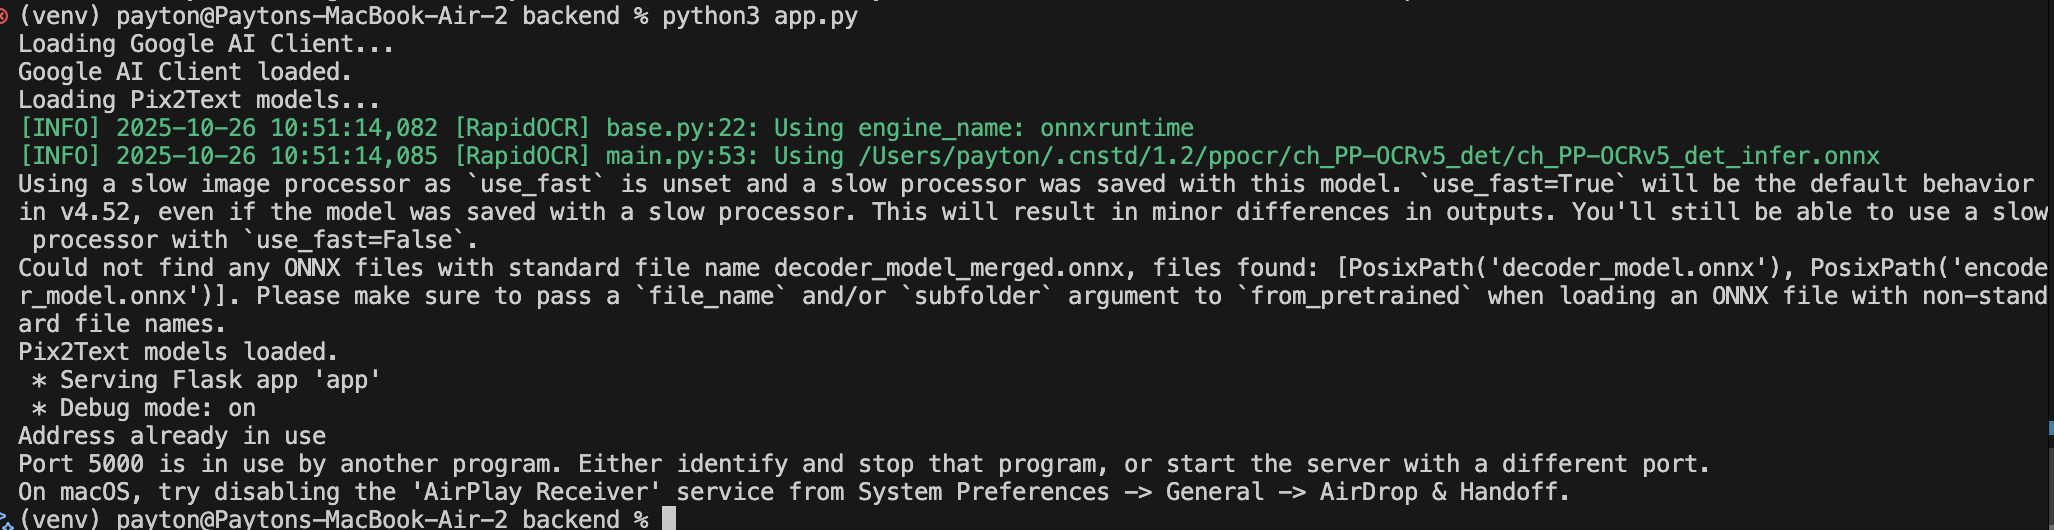 (venv) payton@Paytons-MacBook-Air-2 backend % python3 app.py
Loading Google AI Client...
Google AI Client loaded.
Loading Pix2Text models...
[INFO] 2025-10-26 10:51:14,082 [RapidOCR] base.py:22: Using engine_name: onnxruntime
[INFO] 2025-10-26 10:51:14,085 [RapidOCR] main.py:53: Using /Users/payton/.cnstd/1.2/ppocr/ch_PP-OCRv5_det/ch_PP-OCRv5_det_infer.onnx
Using a slow image processor as `use_fast` is unset and a slow processor was saved with this model. `use_fast=True` will be the default behavior
in v4.52, even if the model was saved with a slow processor. This will result in minor differences in outputs. You'll still be able to use a slow
 processor with `use_fast=False`.
Could not find any ONNX files with standard file name decoder_model_merged.onnx, files found: [PosixPath('decoder_model.onnx'), PosixPath('encode
r_model.onnx')]. Please make sure to pass a `file_name` and/or `subfolder` argument to `from_pretrained` when loading an ONNX file with non-stand
ard file names.
Pix2Text models loaded.
 * Serving Flask app 'app'
 * Debug mode: on
Address already in use
Port 5000 is in use by another program. Either identify and stop that program, or start the server with a different port.
On macOS, try disabling the 'AirPlay Receiver' service from System Preferences -> General -> AirDrop & Handoff.
(venv) payton@Paytons-MacBook-Air-2 backend %